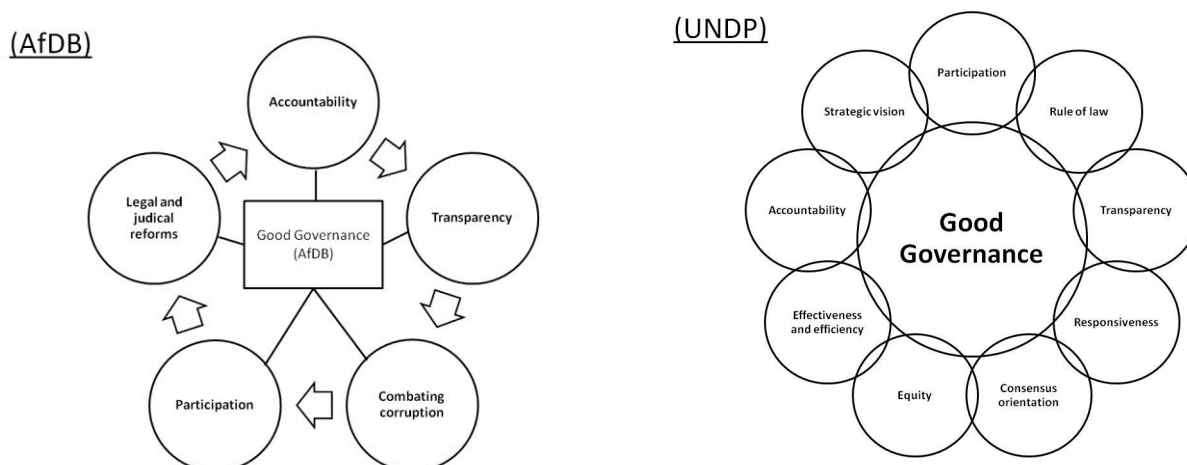 (AfDB)
Accountability
Legal and
judical
reforms
Transparency
Good Governance
(AfDB)
Participation
Combating
corruption
(UNDP)
Participation
Strategic vision
Rule of law
Accountability
Transparency
Good
Governance
Effectiveness
and efficiency
Responsiveness
Equity
Consensus
orientation